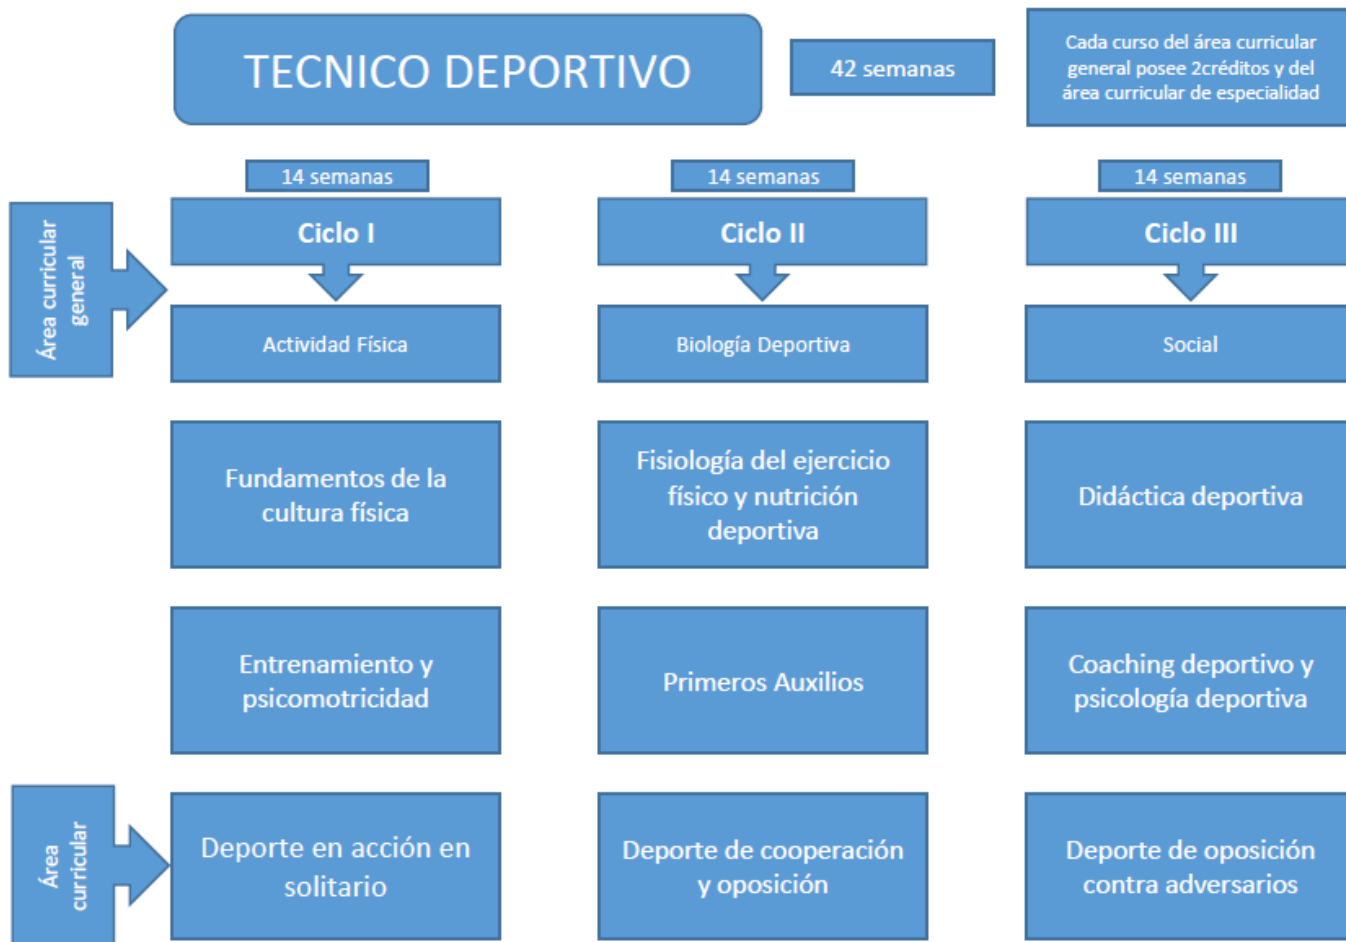 TECNICO DEPORTIVO
42 semanas
Cada curso del área curricular
general posee 2créditos y del
área curricular de especialidad
14 semanas
14 semanas
14 semanas
Área curricular
general
Ciclo I
Ciclo II
Ciclo III
Actividad Física
Biología Deportiva
Social
Fundamentos de la
cultura física
Fisiología del ejercicio
físico y nutrición
deportiva
Didáctica deportiva
Entrenamiento y
psicomotricidad
Primeros Auxilios
Coaching deportivo y
psicología deportiva
Área
curricular
Deporte en acción en
solitario
Deporte de cooperación
y oposición
Deporte de oposición
contra adversarios